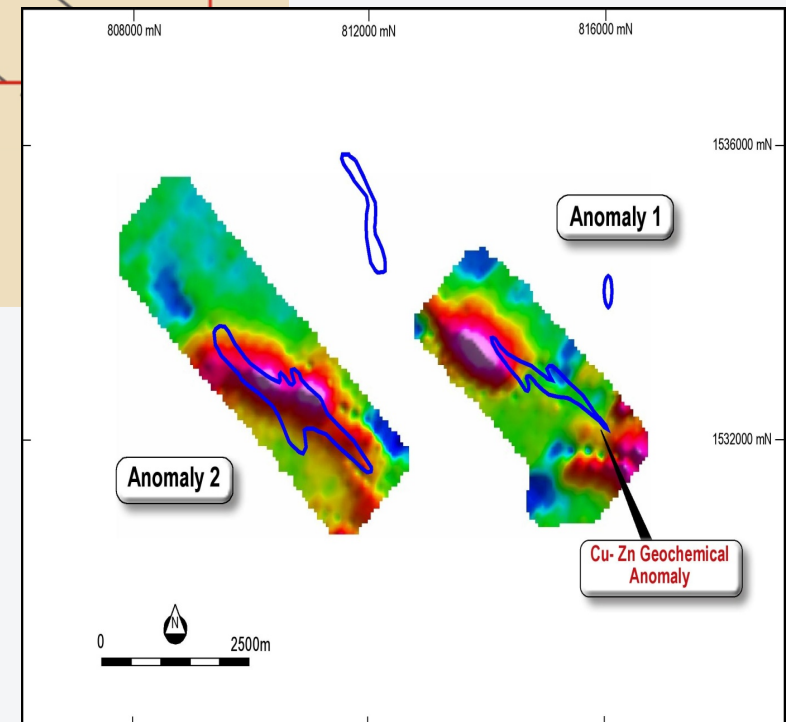 808000 mN
812000 mN
816000 mN
1536000 mN
Anomaly 1
1532000 mN
Anomaly 2
Cu- Zn Geochemical
Anomaly
N
0
2500m